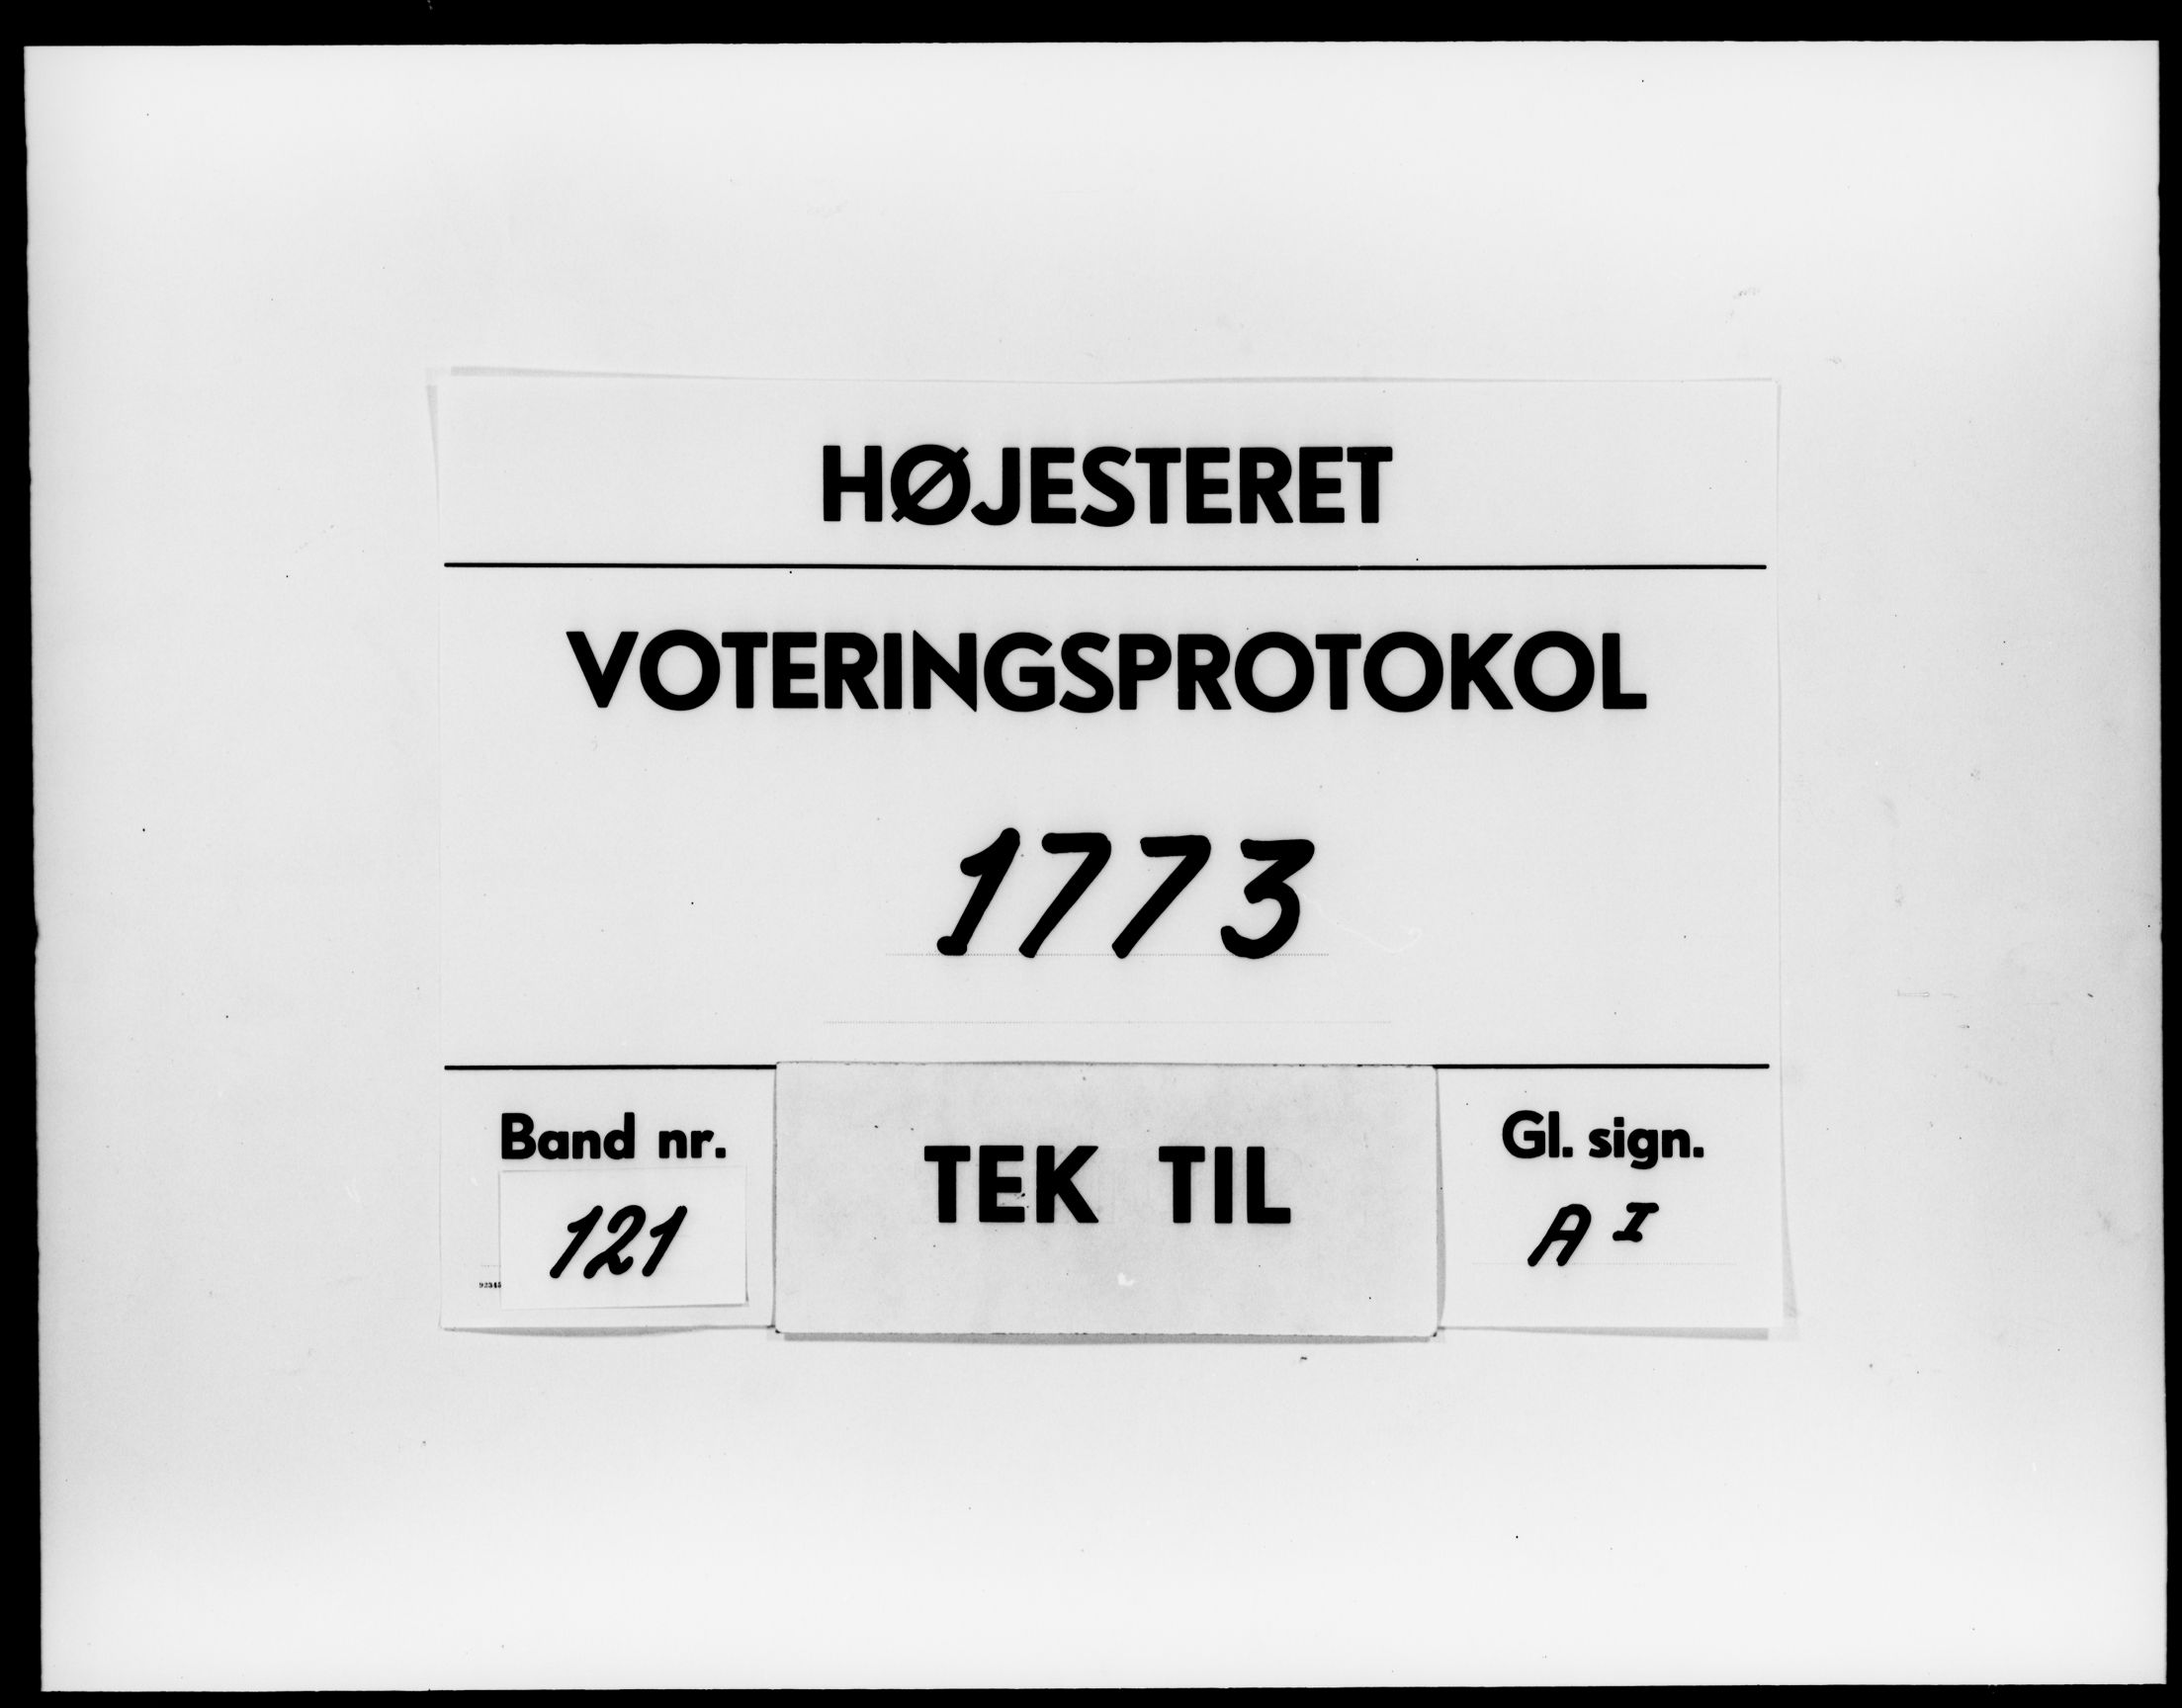 HØJESTERET
VOTERINGSPROTOKOL
1773
Band nr.
121
TEK TIL
Gl. sign.
A I